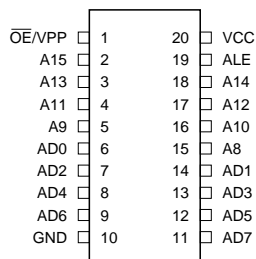 OE/VPP 1 20 VCC
A15 2 19 ALE
A13 3 18 A14
A11 4 17 A12
A9 5 16 A10
AD0 6 15 A8
AD2 7 14 AD1
AD4 8 13 AD3
AD6 9 12 AD5
GND 10 11 AD7